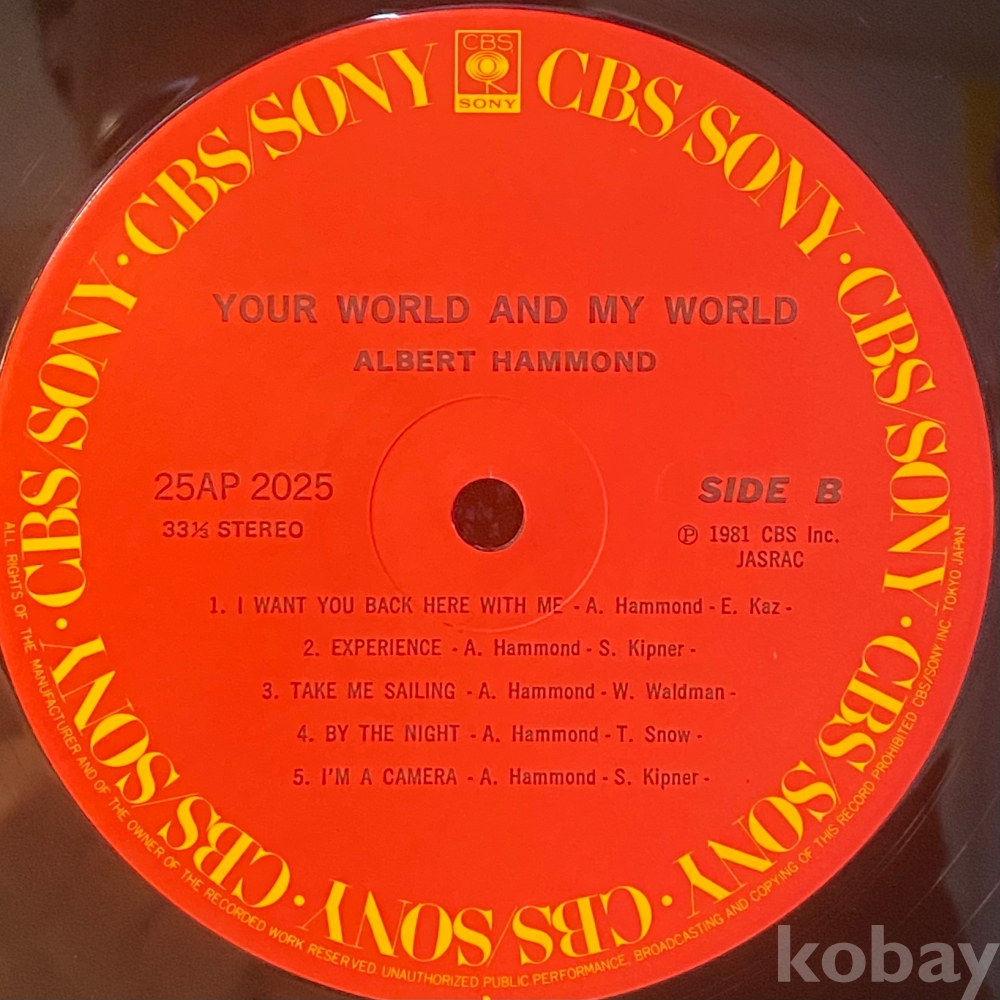 CBS
SONY
CBS/SONY · CBS/SONY · CBS/SONY · CBS/SONY · CBS/SONY · CBS/SONY · CBS/SONY · CBS/SONY
YOUR WORLD AND MY WORLD
ALBERT HAMMOND
25AP 2025
33⅓ STEREO
SIDE B
Ⓟ 1981 CBS Inc.
JASRAC
1. I WANT YOU BACK HERE WITH ME - A. Hammond - E. Kaz -
2. EXPERIENCE - A. Hammond - S. Kipner -
3. TAKE ME SAILING - A. Hammond - W. Waldman -
4. BY THE NIGHT - A. Hammond - T. Snow -
5. I'M A CAMERA - A. Hammond - S. Kipner -
ALL RIGHTS OF THE MANUFACTURER AND OF THE OWNER OF THE RECORDED WORK RESERVED. UNAUTHORIZED PUBLIC PERFORMANCE, BROADCASTING AND COPYING OF THIS RECORD PROHIBITED CBS/SONY INC. TOKYO JAPAN
kobay